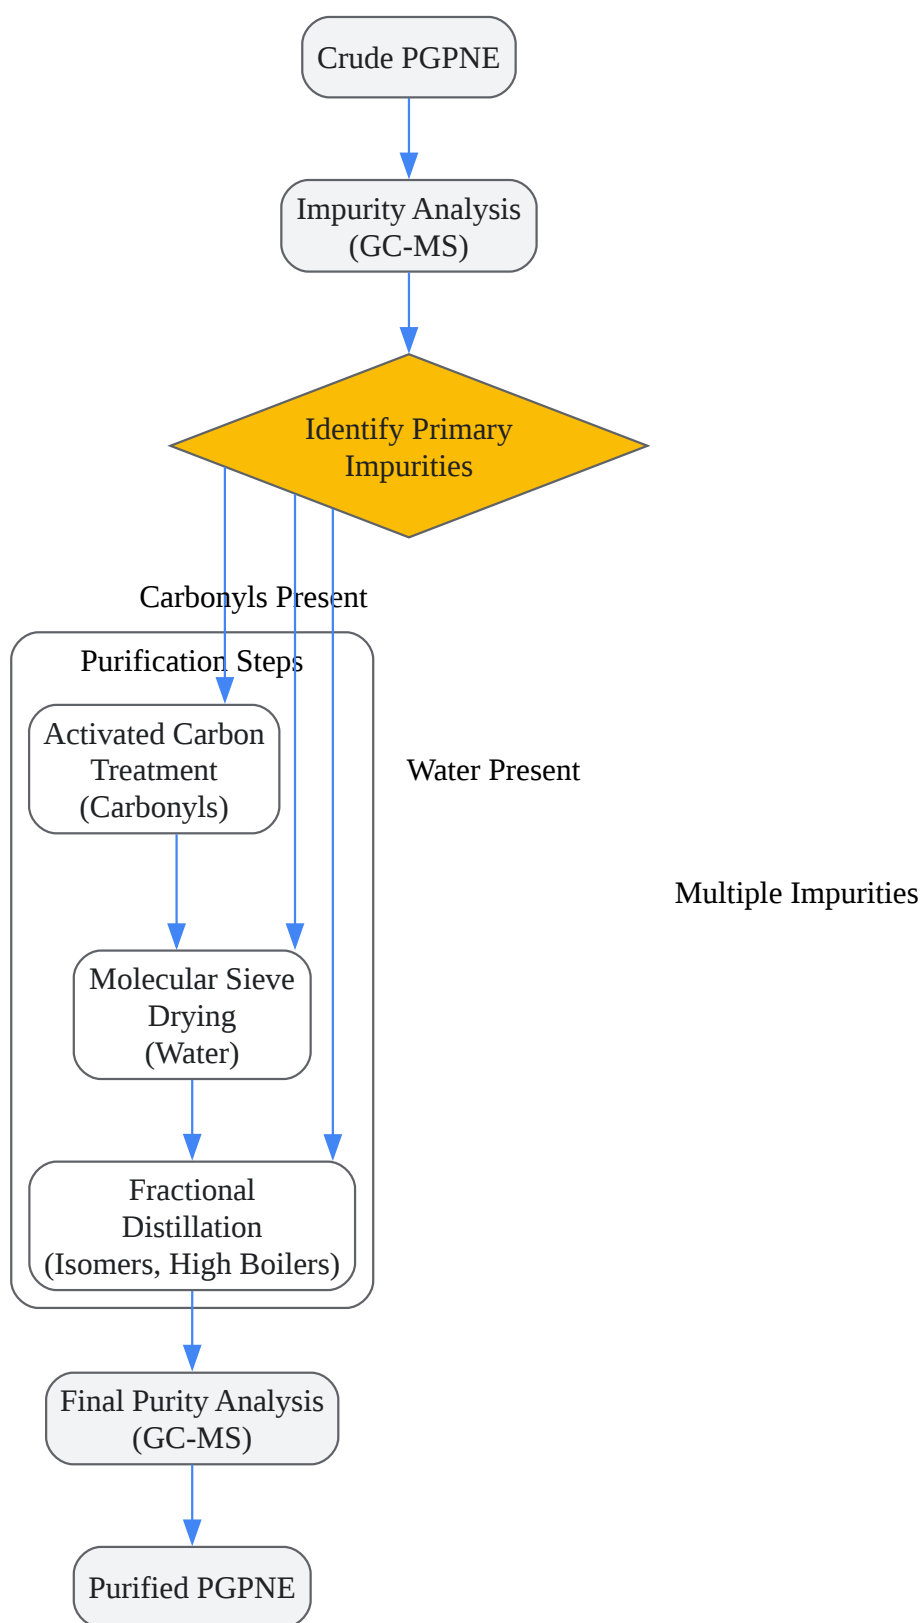 Crude PGPNE
Impurity Analysis
(GC-MS)
Identify Primary
Impurities
Carbonyls Present
Purification Steps
Activated Carbon
Treatment
(Carbonyls)
Water Present
Multiple Impurities
Molecular Sieve
Drying
(Water)
Fractional
Distillation
(Isomers, High Boilers)
Final Purity Analysis
(GC-MS)
Purified PGPNE